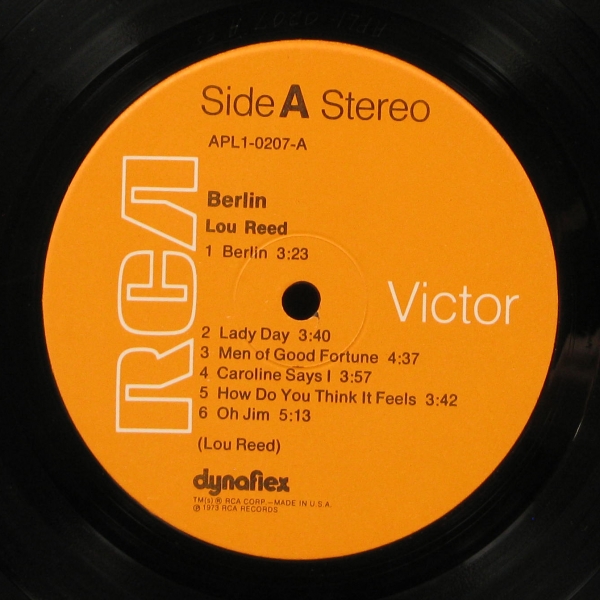 Side A Stereo
APL1-0207-A
RCA
Berlin
Lou Reed
1 Berlin 3:23
Victor
2 Lady Day 3:40
3 Men of Good Fortune 4:37
4 Caroline Says I 3:57
5 How Do You Think It Feels 3:42
6 Oh Jim 5:13
(Lou Reed)
dynaflex
TM(s) ® RCA CORP.—MADE IN U.S.A.
℗ 1973 RCA RECORDS